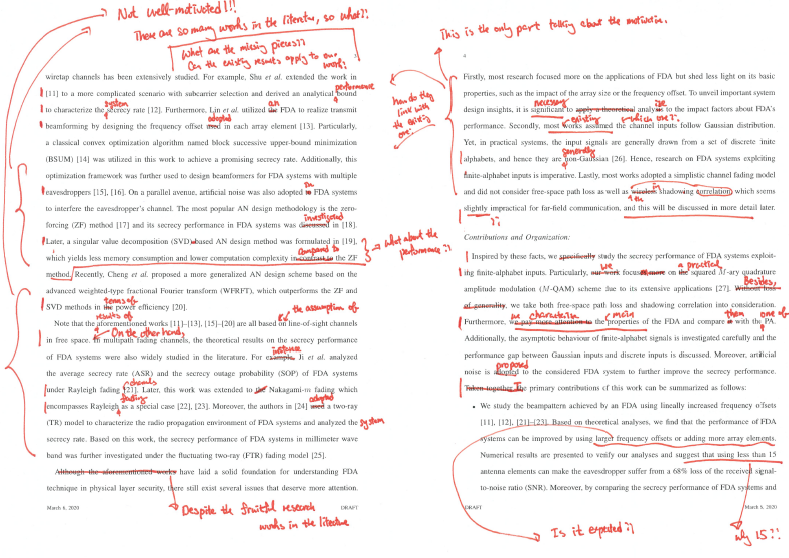 Not well-motivated!!!
There are so many works in the literature, so what?!
What are the missing pieces??
Can the existing results apply to our work?
3
wiretap channels has been extensively studied. For example, Shu et al. extended the work in
performance
[11] to a more complicated scenario with subcarrier selection and derived an analytical bound
system an
to characterize the secrecy rate [12]. Furthermore, Lin et al. utilized the FDA to realize transmit
adopted
beamforming by designing the frequency offset used in each array element [13]. Particularly,
a classical convex optimization algorithm named block successive upper-bound minimization
(BSUM) [14] was utilized in this work to achieve a promising secrecy rate. Additionally, this
optimization framework was further used to design beamformers for FDA systems with multiple
in
eavesdroppers [15], [16]. On a parallel avenue, artificial noise was also adopted to FDA systems
to interfere the eavesdropper's channel. The most popular AN design methodology is the zero-
investigated
forcing (ZF) method [17] and its secrecy performance in FDA systems was discussed in [18].
Later, a singular value decomposition (SVD)-based AN design method was formulated in [19],
compared to
which yields less memory consumption and lower computation complexity in contrast to the ZF
what about the performance?!
method. Recently, Cheng et al. proposed a more generalized AN design scheme based on the
advanced weighted-type fractional Fourier transform (WFRFT), which outperforms the ZF and
terms of
SVD methods in the power efficiency [20].
results of the assumption of
Note that the aforementioned works [11]–[13], [15]–[20] are all based on line-of-sight channels
On the other hand,
in free space. In multipath fading channels, the theoretical results on the secrecy performance
instance
of FDA systems were also widely studied in the literature. For example, Ji et al. analyzed
the average secrecy rate (ASR) and the secrecy outage probability (SOP) of FDA systems
channels
under Rayleigh fading [21]. Later, this work was extended to the Nakagami-m fading which
fading adopted
encompasses Rayleigh as a special case [22], [23]. Moreover, the authors in [24] used a two-ray
(TR) model to characterize the radio propagation environment of FDA systems and analyzed the system
secrecy rate. Based on this work, the secrecy performance of FDA systems in millimeter wave
band was further investigated under the fluctuating two-ray (FTR) fading model [25].
Although the aforementioned works have laid a solid foundation for understanding FDA
technique in physical layer security, there still exist several issues that deserve more attention.
March 6, 2020 DRAFT
Despite the fruitful research
works in the literature
This is the only part talking about the motivation.
4
Firstly, most research focused more on the applications of FDA but shed less light on its basic
properties, such as the impact of the array size or the frequency offset. To unveil important system
how do they link with the existing one?
necessary ze
design insights, it is significant to apply a theoretical analysis to the impact factors about FDA's
existing which one?!
performance. Secondly, most works assumed the channel inputs follow Gaussian distribution.
Yet, in practical systems, the input signals are generally drawn from a set of discrete finite
generally
alphabets, and hence they are non-Gaussian [26]. Hence, research on FDA systems exploiting
finite-alphabet inputs is imperative. Lastly, most works adopted a simplistic fading model
in
and did not consider free-space path loss as well as wireless shadowing correlation, which seems
slightly impractical for far-field communication, and this will be discussed in more detail later.
Contributions and Organization:
Inspired by these facts, we specifically study the secrecy performance of FDA systems exploit-
we a practical
ing finite-alphabet inputs. Particularly, our work focuses more on the squared M-ary quadrature
Besides,
amplitude modulation (M-QAM) scheme due to its extensive applications [27]. Without loss
of generality, we take both free-space path loss and shadowing correlation into consideration.
main them one of
Furthermore, we pay more attention to the properties of the FDA and compare it with the PA.
Additionally, the asymptotic behaviour of finite-alphabet signals is investigated carefully and the
performance gap between Gaussian inputs and discrete inputs is discussed. Moreover, artificial
proposed
noise is adopted to the considered FDA system to further improve the secrecy performance.
Taken together, The primary contributions of this work can be summarized as follows:
• We study the beampattern achieved by an FDA using lineally increased frequency offsets
[11], [12], [21]–[23]. Based on theoretical analyses, we find that the performance of FDA
systems can be improved by using larger frequency offsets or adding more array elements.
Numerical results are presented to verify our analyses and suggest that using less than 15
antenna elements can make the eavesdropper suffer from a 68% loss of the received signal-
to-noise ratio (SNR). Moreover, by comparing the secrecy performance of FDA systems and
DRAFT March 6, 2020
Is it expected?!
why 15?!